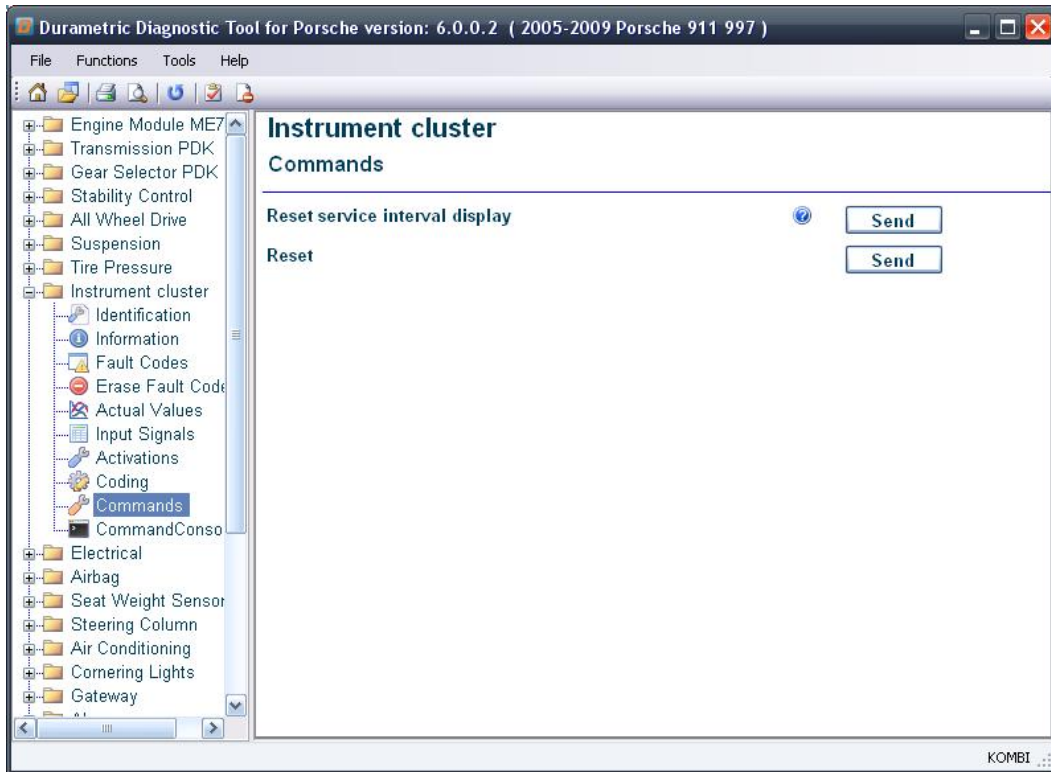 Durametric Diagnostic Tool for Porsche version: 6.0.0.2 ( 2005-2009 Porsche 911 997 )
File Functions Tools Help
Engine Module ME7
Transmission PDK
Gear Selector PDK
Stability Control
All Wheel Drive
Suspension
Tire Pressure
Instrument cluster
Identification
Information
Fault Codes
Erase Fault Code
Actual Values
Input Signals
Activations
Coding
Commands
CommandConso
Electrical
Airbag
Seat Weight Sensor
Steering Column
Air Conditioning
Cornering Lights
Gateway
Instrument cluster
Commands
Reset service interval display Send
Reset Send
KOMBI